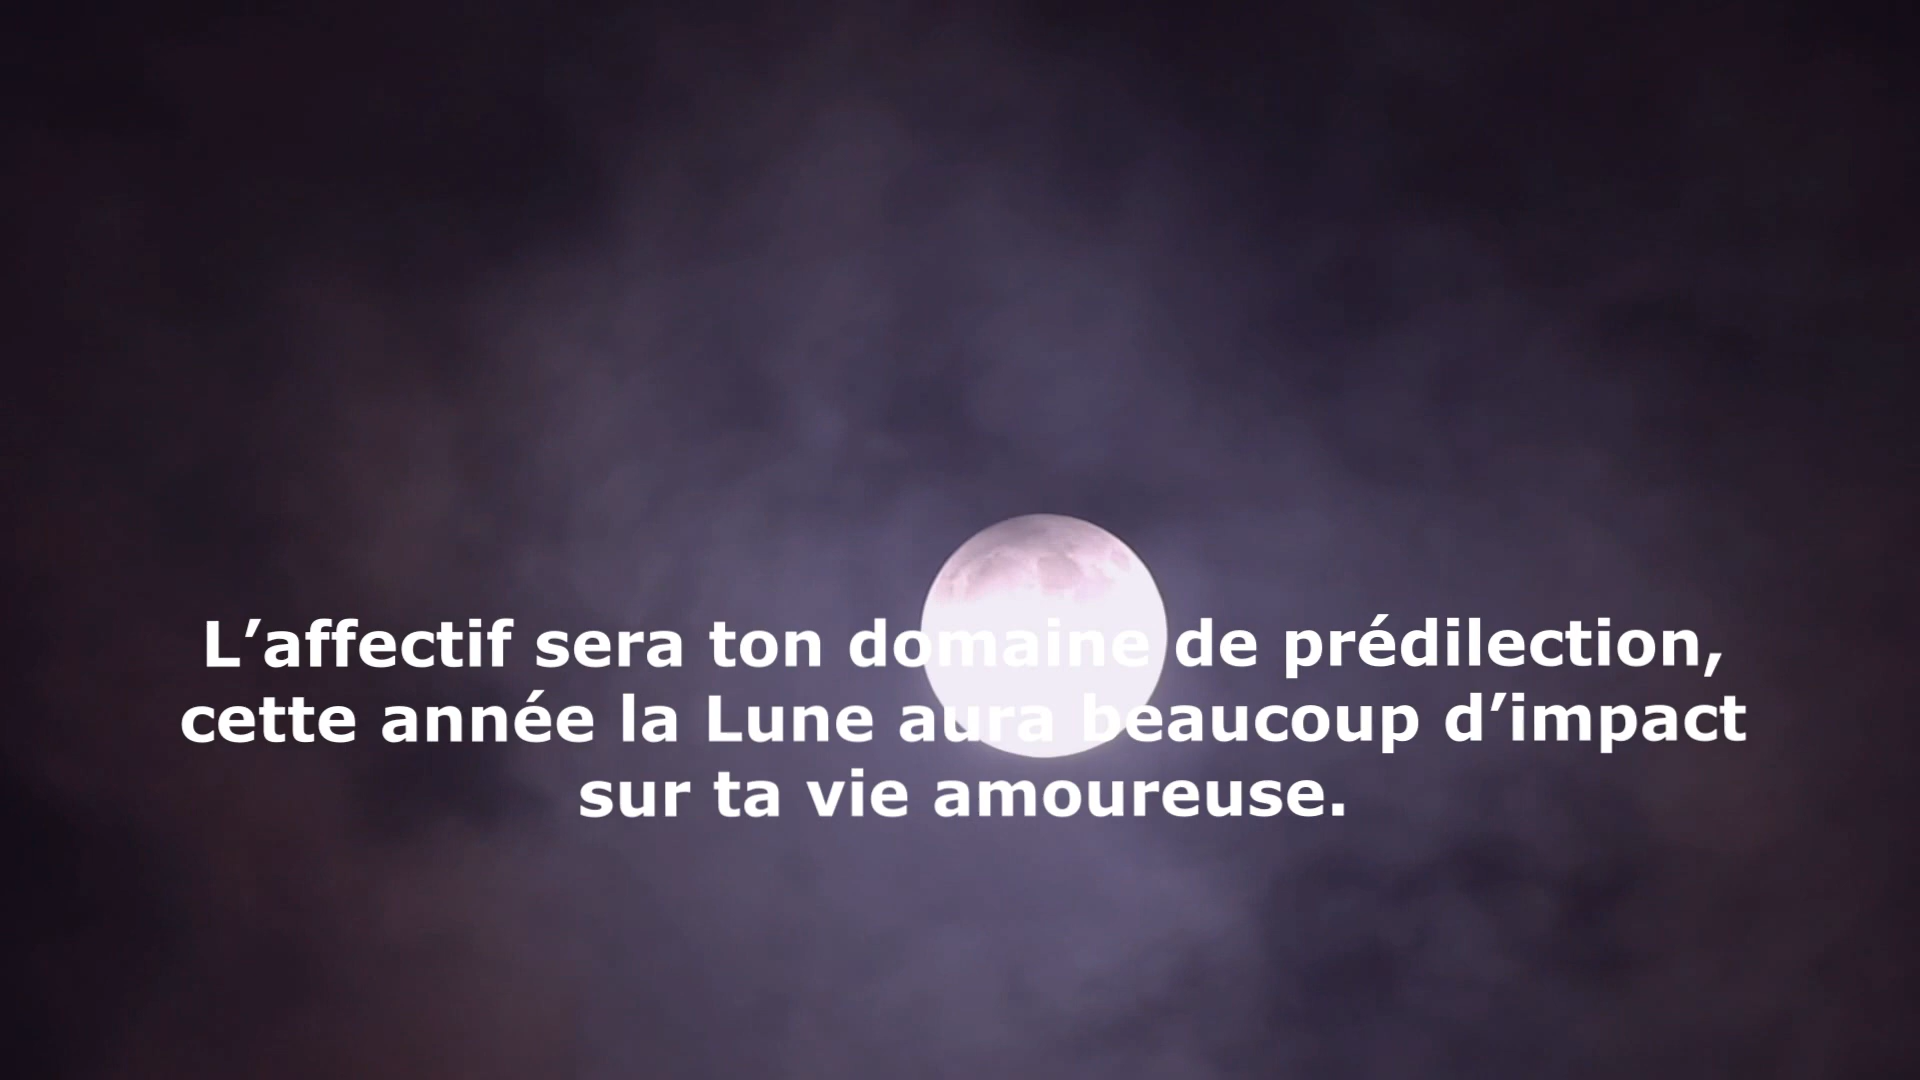 L’affectif sera ton domaine de prédilection,
cette année la Lune aura beaucoup d’impact
sur ta vie amoureuse.